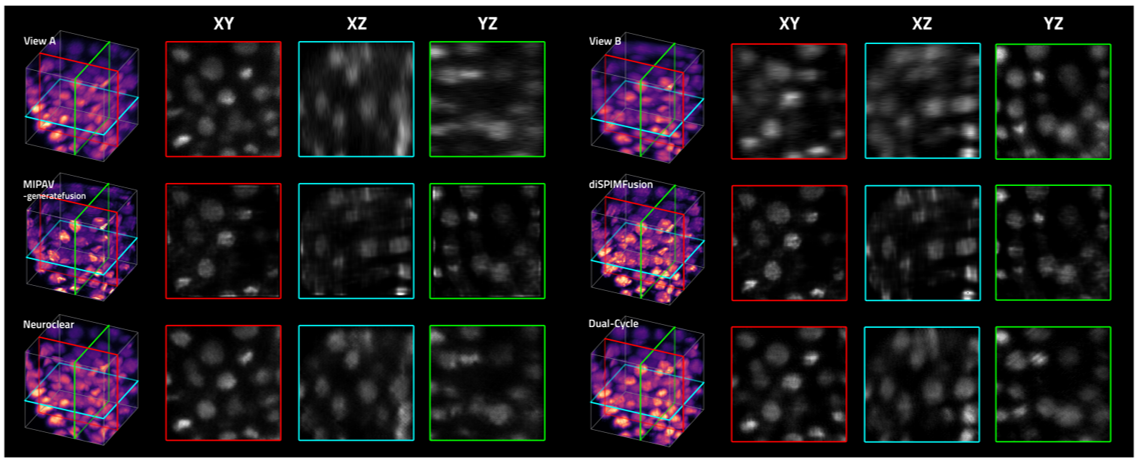 XY XZ YZ XY XZ YZ
View A
View B
MIPAV
-generatefusion
diSPIMFusion
Neuroclear
Dual-Cycle